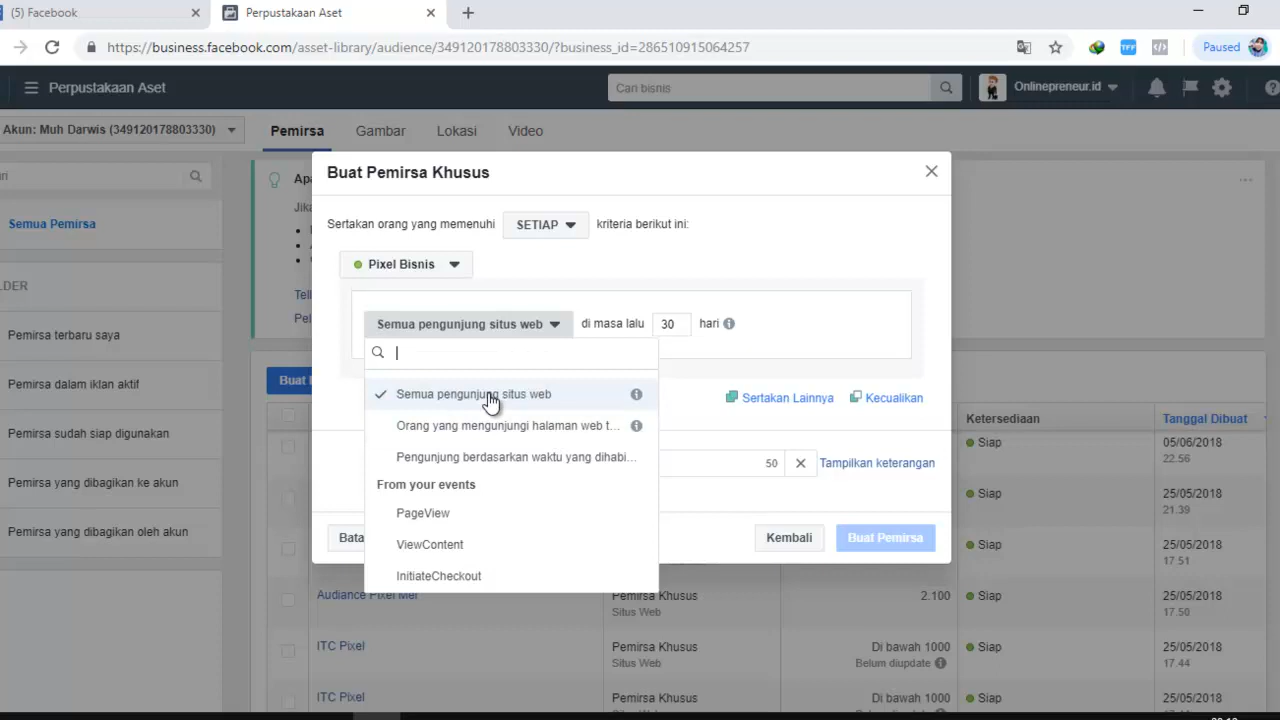 (5) Facebook
Perpustakaan Aset
https://business.facebook.com/asset-library/audience/349120178803330/?business_id=286510915064257
TFF
Paused
Perpustakaan Aset
Cari bisnis
Onlinepreneur.id
Akun: Muh Darwis (349120178803330)
Pemirsa
Gambar
Lokasi
Video
Semua Pemirsa
Pemirsa terbaru saya
Pemirsa dalam iklan aktif
Pemirsa sudah siap digunakan
Pemirsa yang dibagikan ke akun
Pemirsa yang dibagikan oleh akun
Buat Pemirsa Khusus
Sertakan orang yang memenuhi SETIAP kriteria berikut ini:
Pixel Bisnis
Semua pengunjung situs web di masa lalu 30 hari
Semua pengunjung situs web
Orang yang mengunjungi halaman web t...
Pengunjung berdasarkan waktu yang dihabi...
From your events
PageView
ViewContent
InitiateCheckout
Sertakan Lainnya Kecualikan
50 Tampilkan keterangan
Bata
Kembali
Buat Pemirsa
Buat
Ketersediaan Tanggal Dibuat
Siap 05/06/2018
22.56
Siap 25/05/2018
21.39
Siap 25/05/2018
17.51
Pemirsa Khusus 2.100 Siap 25/05/2018
Situs Web 17.50
ITC Pixel Pemirsa Khusus Di bawah 1000 Siap 25/05/2018
Situs Web Belum diupdate 17.44
ITC Pixel Pemirsa Khusus Di bawah 1000 Siap 25/05/2018